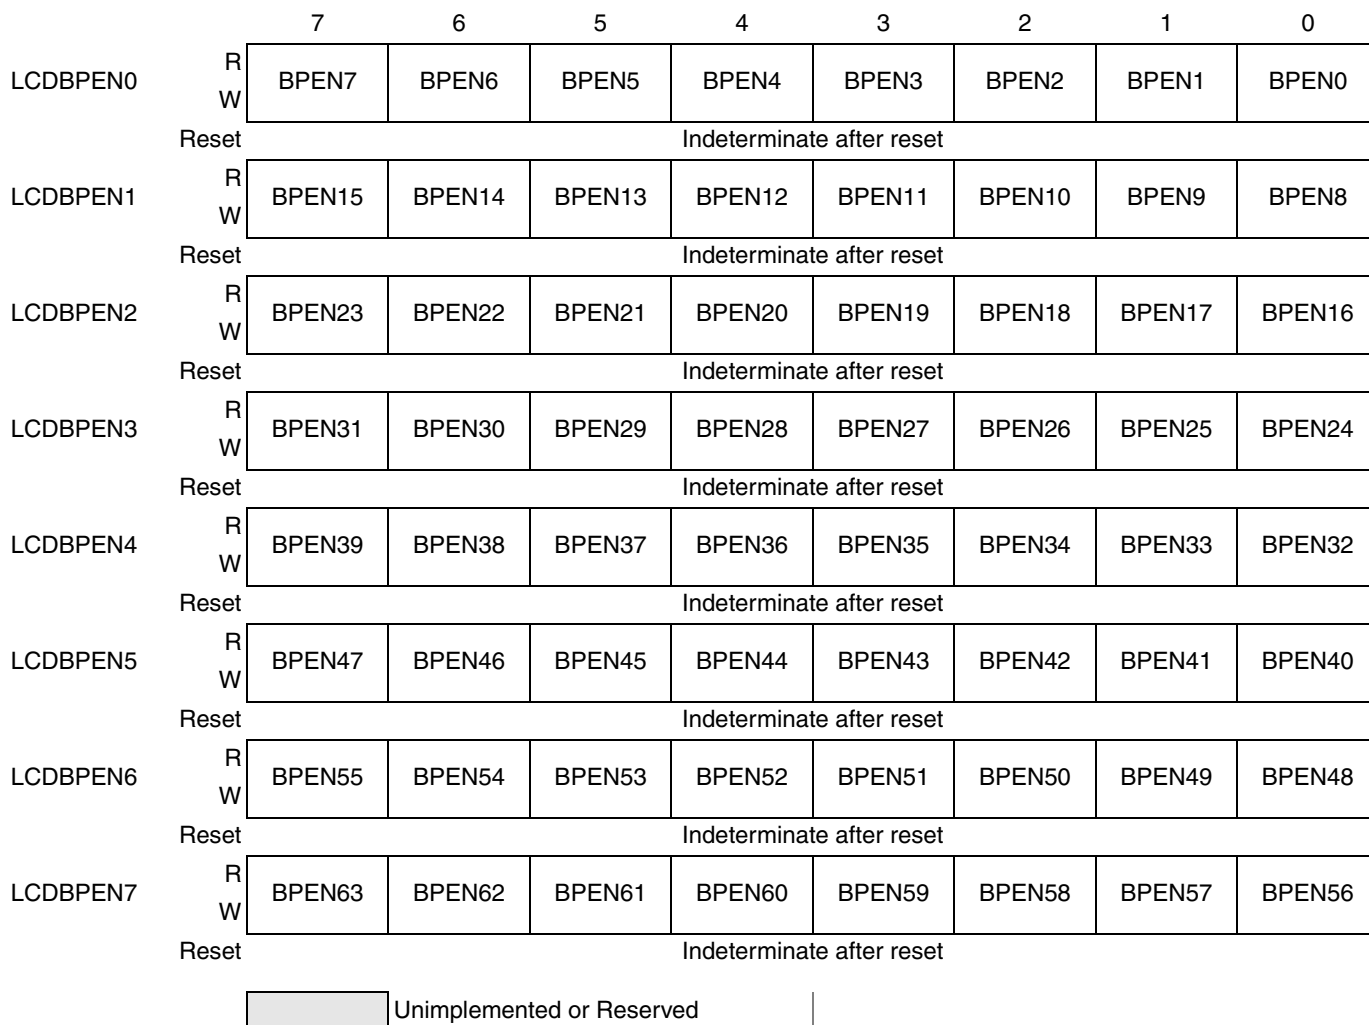 7 6 5 4 3 2 1 0
LCDBPEN0 R W BPEN7 BPEN6 BPEN5 BPEN4 BPEN3 BPEN2 BPEN1 BPEN0
Reset Indeterminate after reset
LCDBPEN1 R W BPEN15 BPEN14 BPEN13 BPEN12 BPEN11 BPEN10 BPEN9 BPEN8
Reset Indeterminate after reset
LCDBPEN2 R W BPEN23 BPEN22 BPEN21 BPEN20 BPEN19 BPEN18 BPEN17 BPEN16
Reset Indeterminate after reset
LCDBPEN3 R W BPEN31 BPEN30 BPEN29 BPEN28 BPEN27 BPEN26 BPEN25 BPEN24
Reset Indeterminate after reset
LCDBPEN4 R W BPEN39 BPEN38 BPEN37 BPEN36 BPEN35 BPEN34 BPEN33 BPEN32
Reset Indeterminate after reset
LCDBPEN5 R W BPEN47 BPEN46 BPEN45 BPEN44 BPEN43 BPEN42 BPEN41 BPEN40
Reset Indeterminate after reset
LCDBPEN6 R W BPEN55 BPEN54 BPEN53 BPEN52 BPEN51 BPEN50 BPEN49 BPEN48
Reset Indeterminate after reset
LCDBPEN7 R W BPEN63 BPEN62 BPEN61 BPEN60 BPEN59 BPEN58 BPEN57 BPEN56
Reset Indeterminate after reset
Unimplemented or Reserved